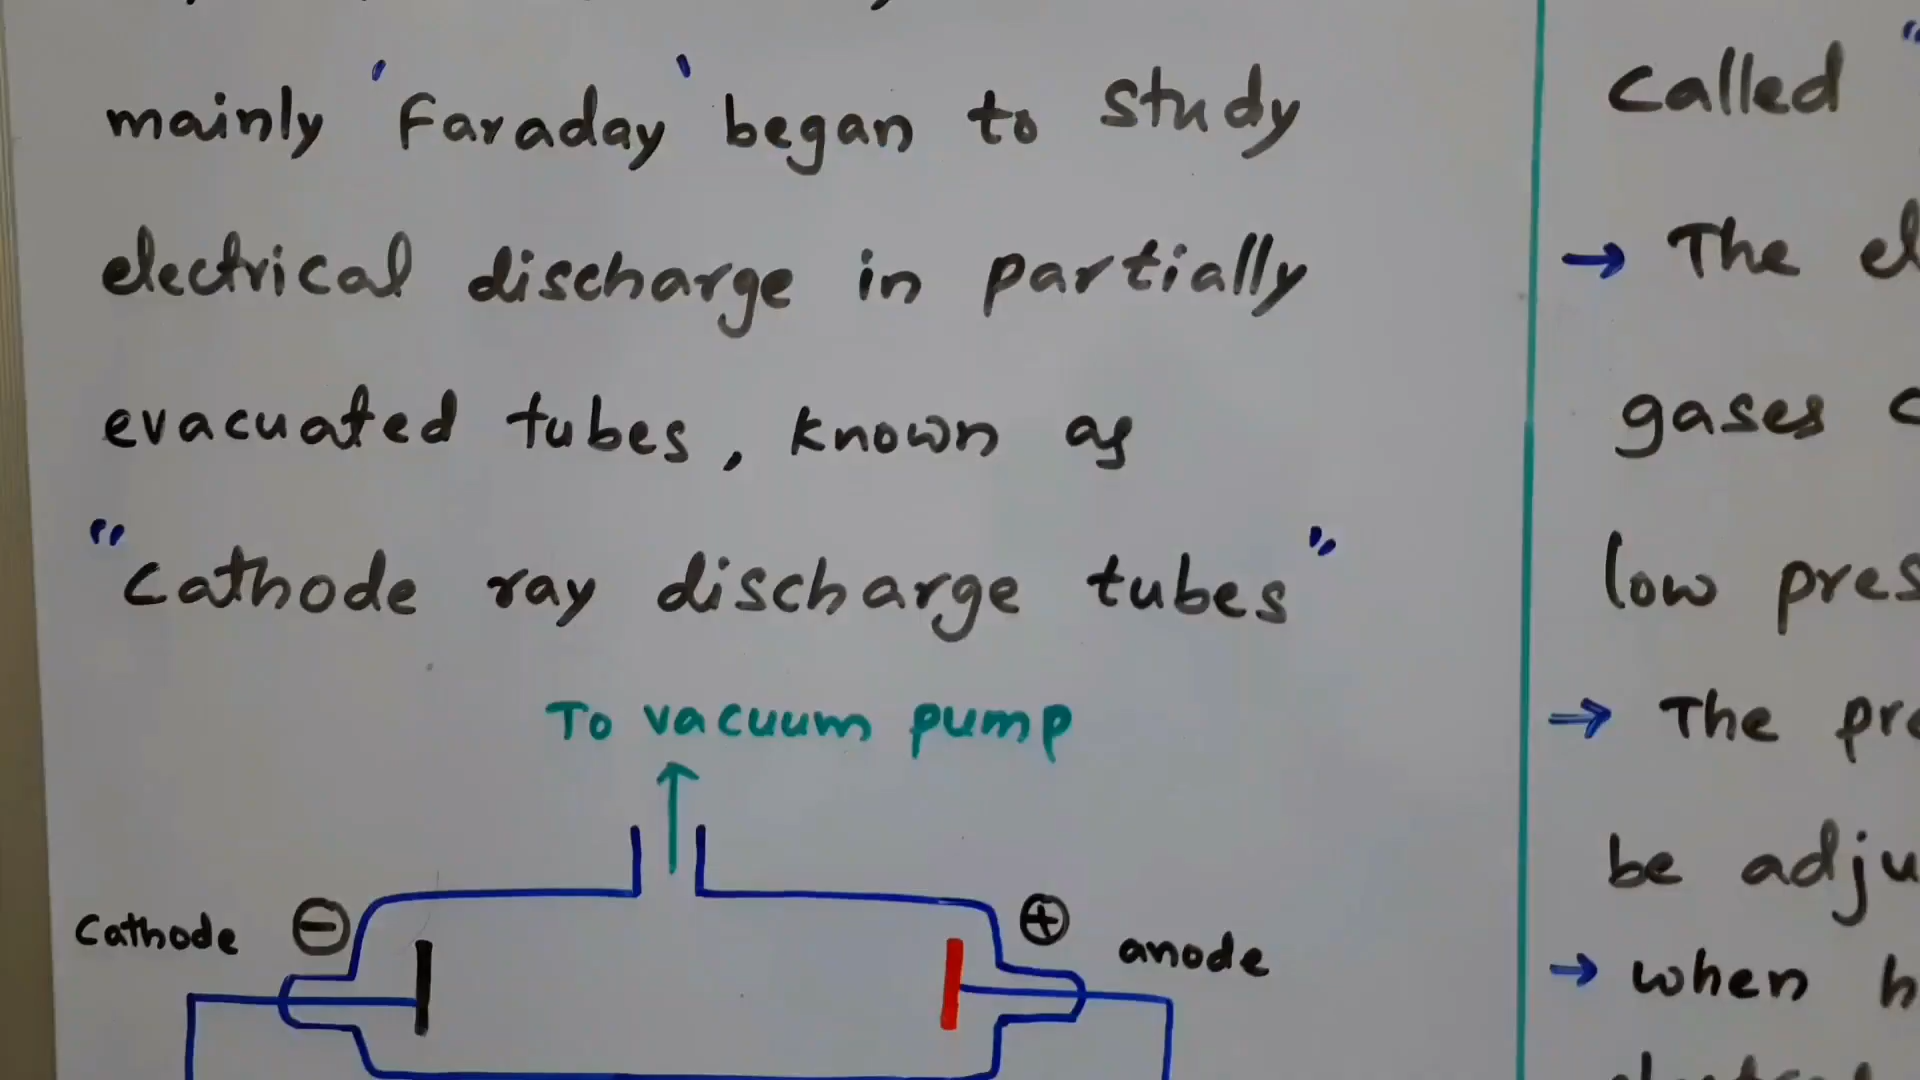 mainly 'Faraday' began to study
electrical discharge in partially
evacuated tubes, known as
"Cathode ray discharge tubes"
To vacuum pump
Cathode
⊖
⊕
anode
called "
→ The
gases
low
→ The
be
→ when